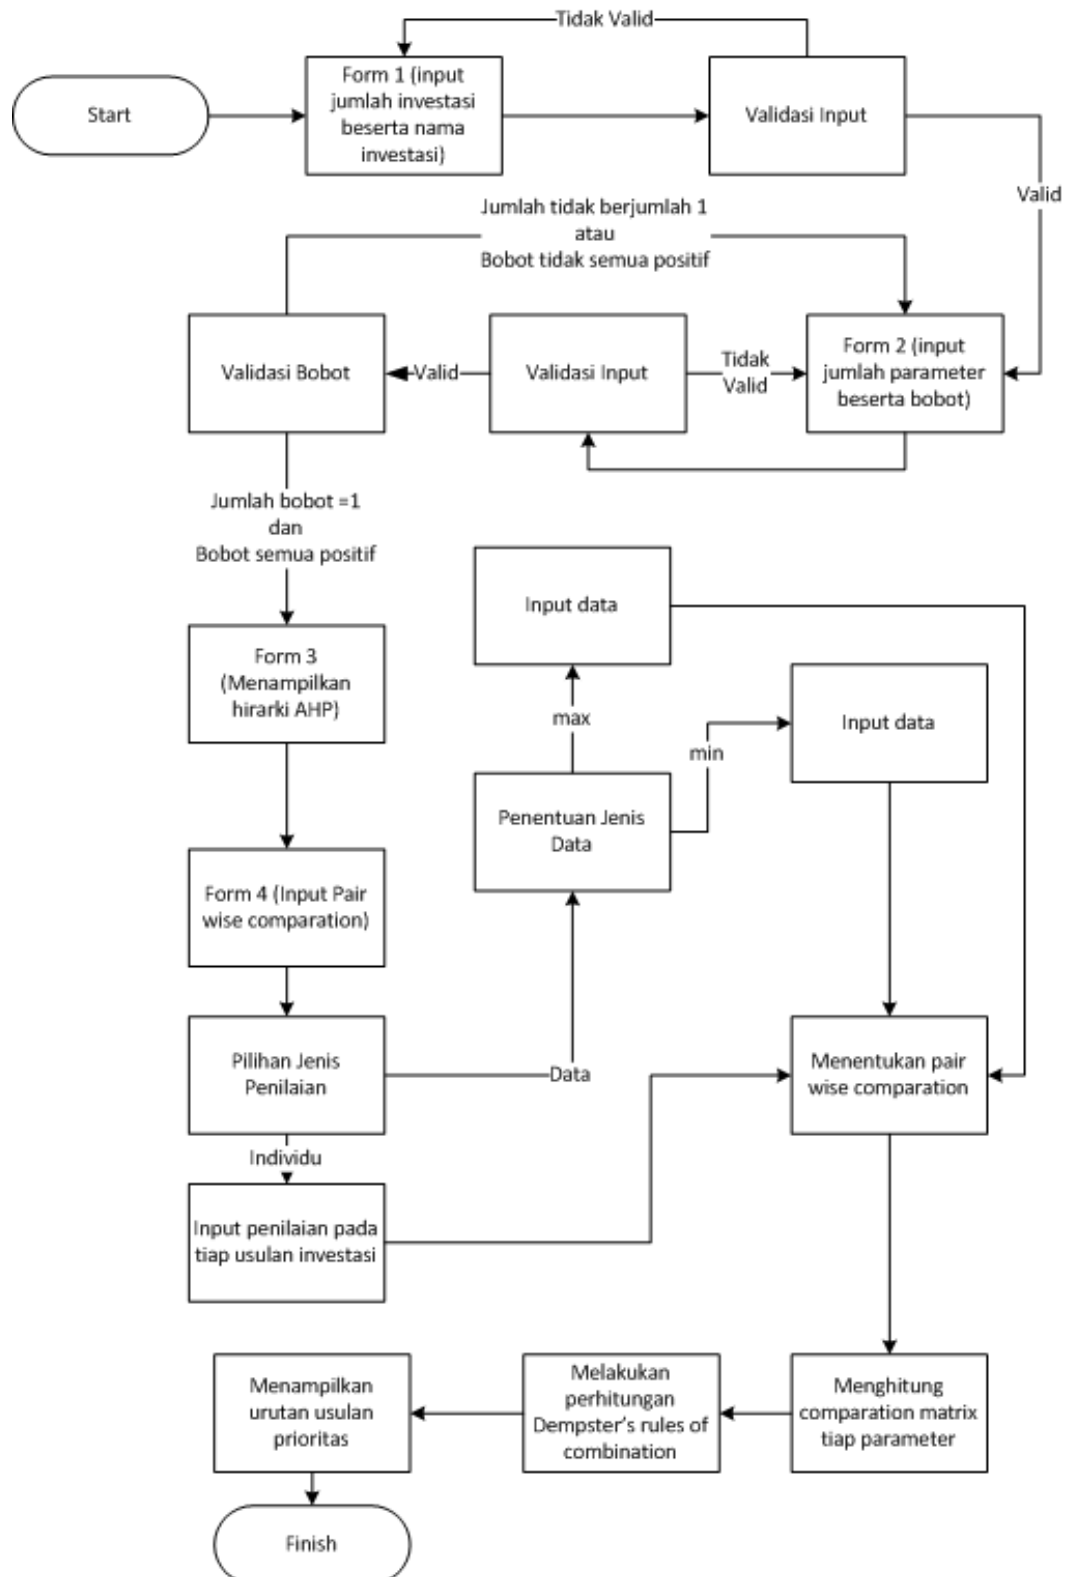 Tidak Valid
Start
Form 1 (input
jumlah investasi
beserta nama
investasi)
Validasi Input
Valid
Jumlah tidak berjumlah 1
atau
Bobot tidak semua positif
Validasi Bobot
Valid
Validasi Input
Tidak
Valid
Form 2 (input
jumlah parameter
beserta bobot)
Jumlah bobot =1
dan
Bobot semua positif
Input data
Form 3
(Menampilkan
hirarki AHP)
max
min
Input data
Penentuan Jenis
Data
Form 4 (Input Pair
wise comparation)
Pilihan Jenis
Penilaian
Data
Menentukan pair
wise comparation
Individu
Input penilaian pada
tiap usulan investasi
Menampilkan
urutan usulan
prioritas
Melakukan
perhitungan
Dempster's rules of
combination
Menghitung
comparation matrix
tiap parameter
Finish